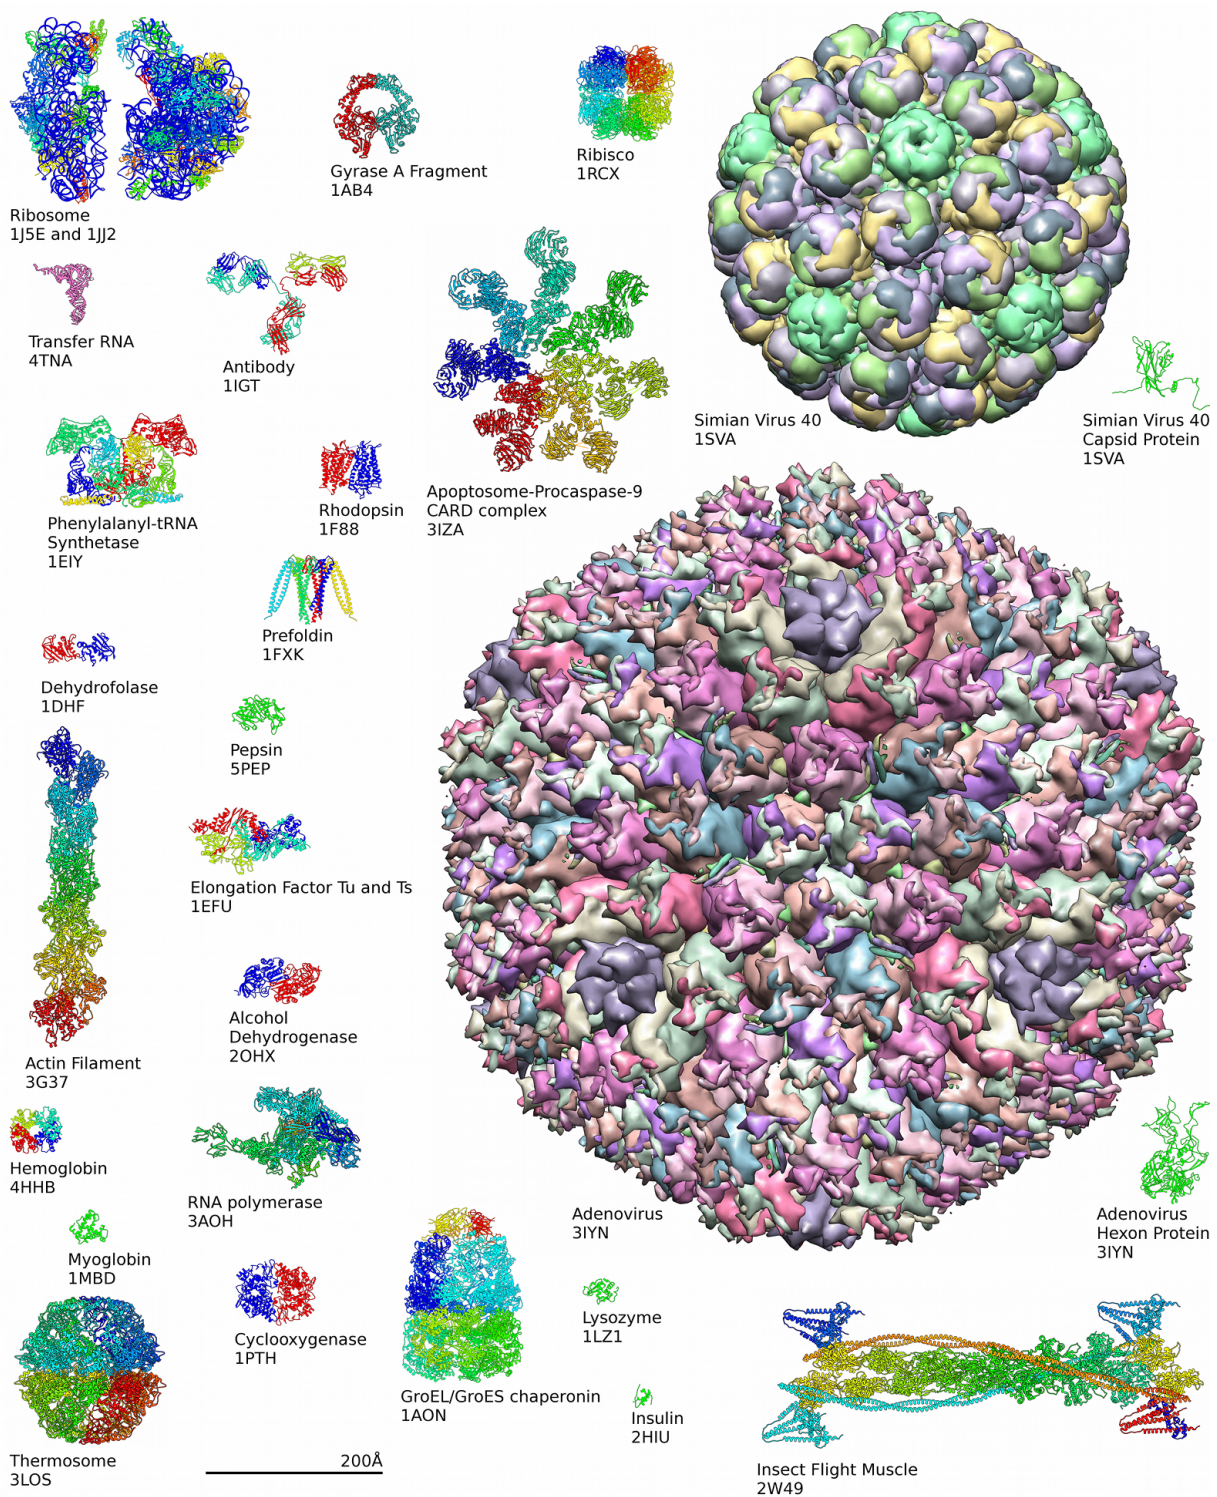 Ribosome
1J5E and 1JJ2
Gyrase A Fragment
1AB4
Ribisco
1RCX
Transfer RNA
4TNA
Antibody
1IGT
Simian Virus 40
1SVA
Simian Virus 40
Capsid Protein
1SVA
Phenylalanyl-tRNA
Synthetase
1EIY
Rhodopsin
1F88
Apoptosome-Procaspase-9
CARD complex
3IZA
Prefoldin
1FXK
Dehydrofolase
1DHF
Pepsin
5PEP
Elongation Factor Tu and Ts
1EFU
Alcohol
Dehydrogenase
2OHX
Actin Filament
3G37
Hemoglobin
4HHB
RNA polymerase
3AOH
Adenovirus
3IYN
Adenovirus
Hexon Protein
3IYN
Myoglobin
1MBD
Cyclooxygenase
1PTH
Lysozyme
1LZ1
GroEL/GroES chaperonin
1AON
Insulin
2HIU
Thermosome
3LOS
200Å
Insect Flight Muscle
2W49